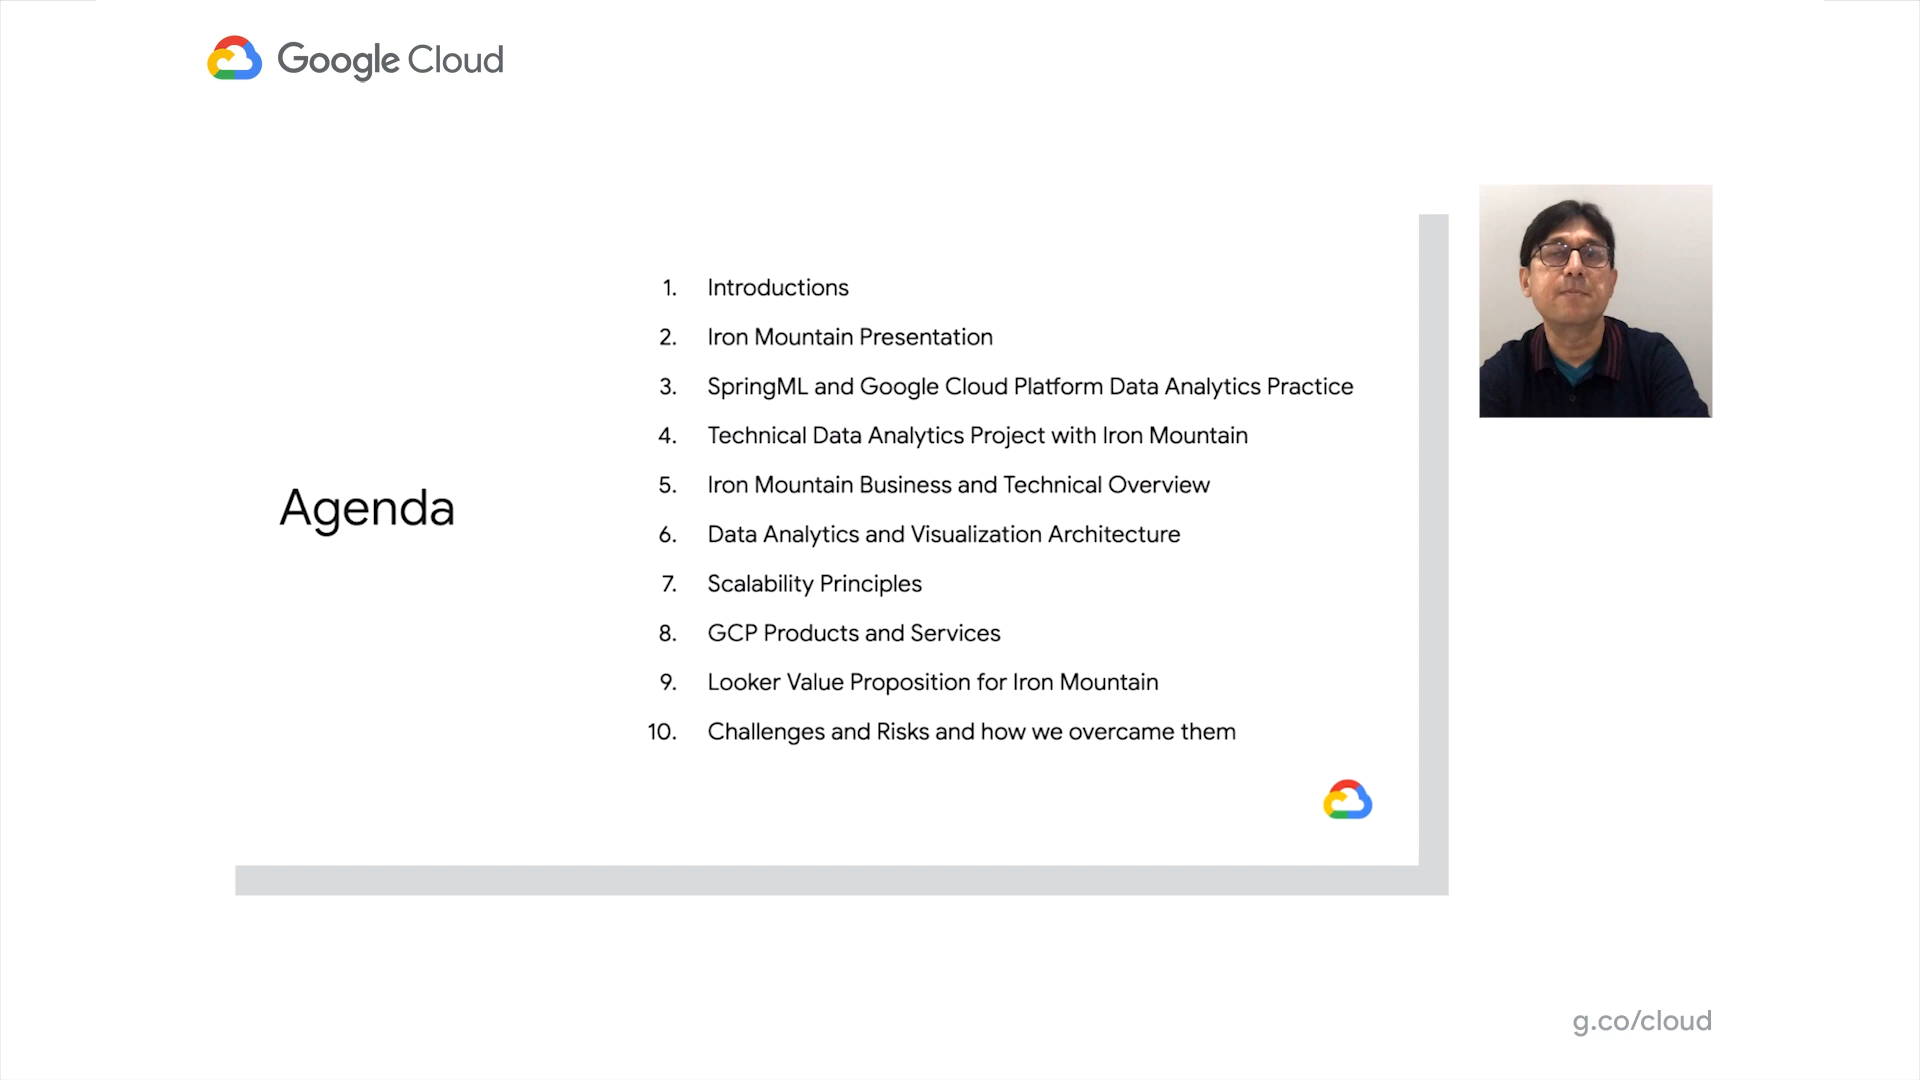 Google Cloud
Agenda
1. Introductions
2. Iron Mountain Presentation
3. SpringML and Google Cloud Platform Data Analytics Practice
4. Technical Data Analytics Project with Iron Mountain
5. Iron Mountain Business and Technical Overview
6. Data Analytics and Visualization Architecture
7. Scalability Principles
8. GCP Products and Services
9. Looker Value Proposition for Iron Mountain
10. Challenges and Risks and how we overcame them
g.co/cloud